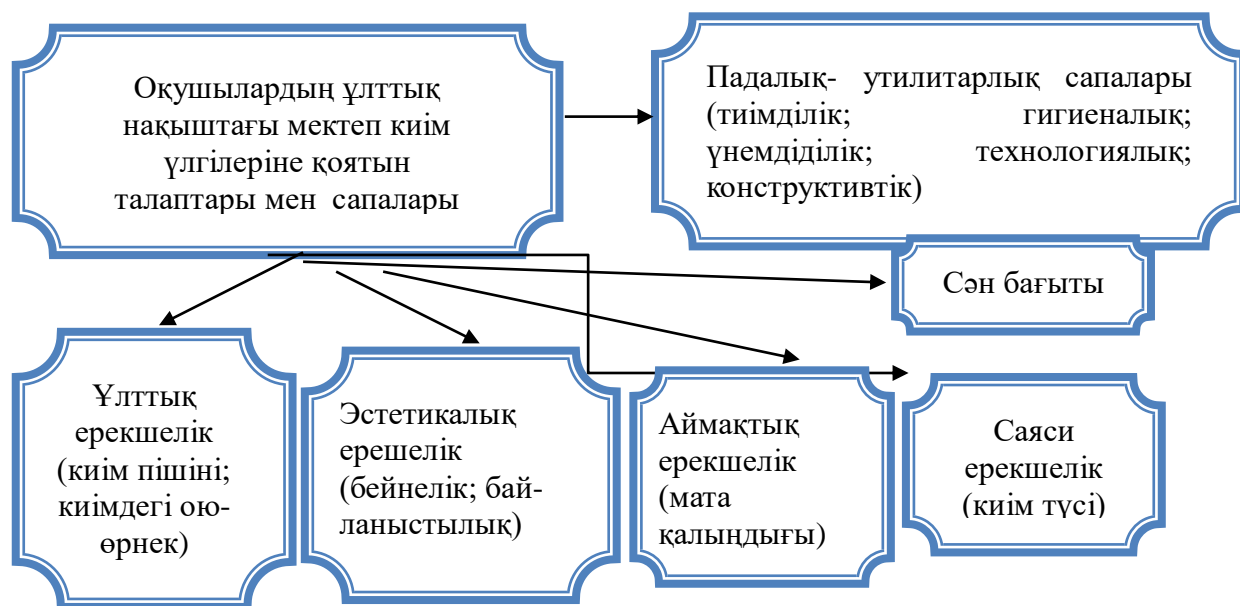 Оқушылардың ұлттық
нақыштағы мектеп киім
үлгілеріне қоятын
талаптары мен сапалары
Падалық- утилитарлық сапалары
(тиімділік; гигиеналық;
үнемдіділік; технологиялық;
конструктивтік)
Сән бағыты
Ұлттық
ерекшелік
(киім пішіні;
киімдегі ою-
өрнек)
Эстетикалық
ерешелік
(бейнелік; бай-
ланыстылық)
Аймақтық
ерекшелік
(мата
қалыңдығы)
Саяси
ерекшелік
(киім түсі)